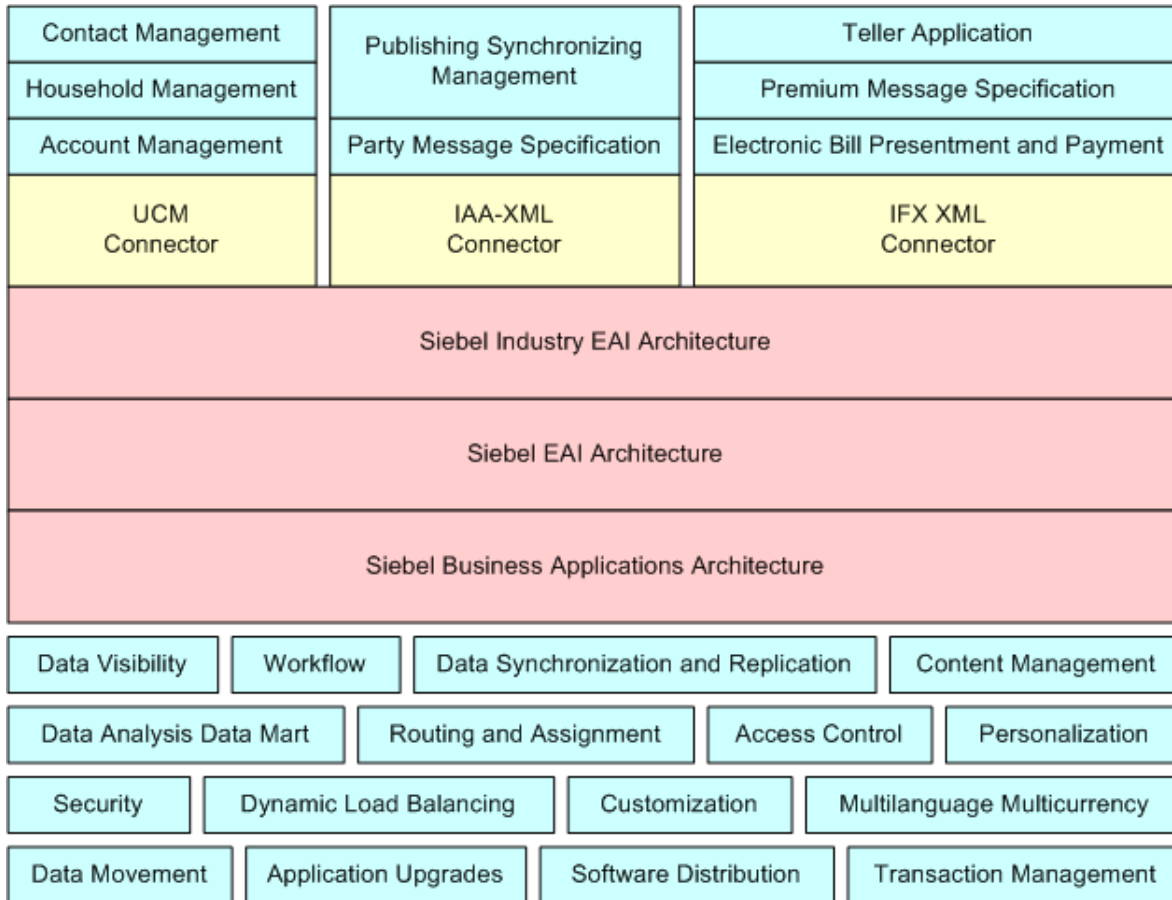 Contact Management
Household Management
Account Management
UCM
Connector
Publishing Synchronizing
Management
Party Message Specification
IAA-XML
Connector
Teller Application
Premium Message Specification
Electronic Bill Presentment and Payment
IFX XML
Connector
Siebel Industry EAI Architecture
Siebel EAI Architecture
Siebel Business Applications Architecture
Data Visibility
Workflow
Data Synchronization and Replication
Content Management
Data Analysis Data Mart
Routing and Assignment
Access Control
Personalization
Security
Dynamic Load Balancing
Customization
Multilanguage Multicurrency
Data Movement
Application Upgrades
Software Distribution
Transaction Management